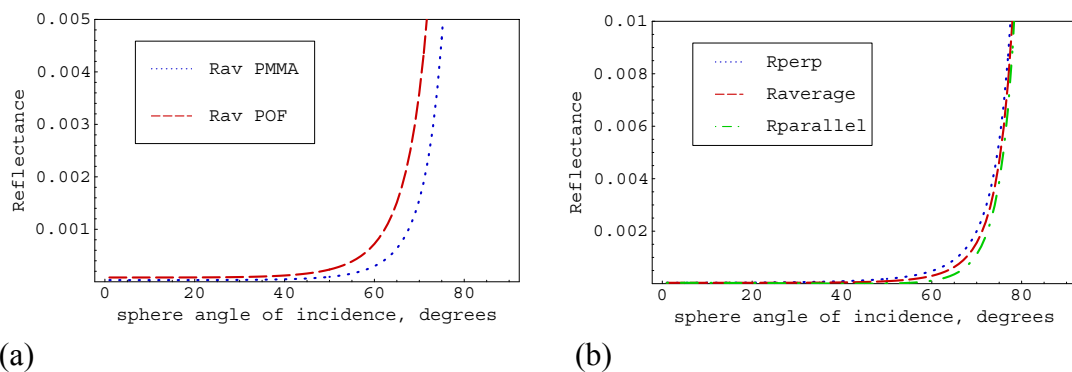 0.005
0.004
0.003
0.002
0.001
Reflectance
Rav PMMA
Rav POF
0 20 40 60 80
sphere angle of incidence, degrees
(a)
0.01
0.008
0.006
0.004
0.002
Reflectance
Rperp
Raverage
Rparallel
0 20 40 60 80
sphere angle of incidence, degrees
(b)